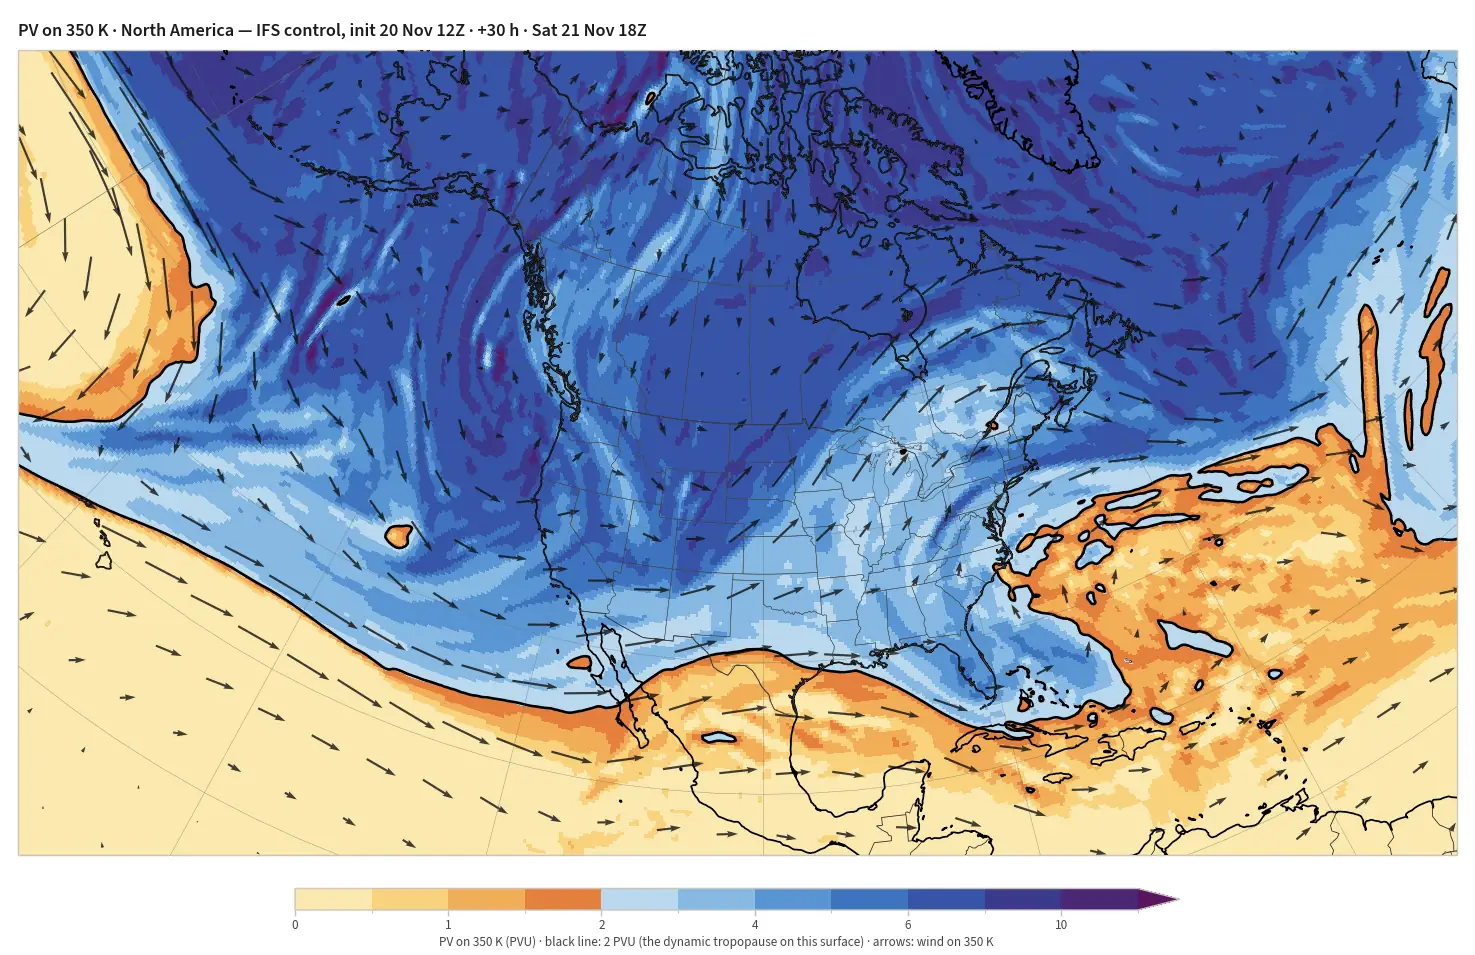 PV on 350 K · North America — IFS control, init 20 Nov 12Z · +30 h · Sat 21 Nov 18Z
0 1 2 4 6 10
PV on 350 K (PVU) · black line: 2 PVU (the dynamic tropopause on this surface) · arrows: wind on 350 K